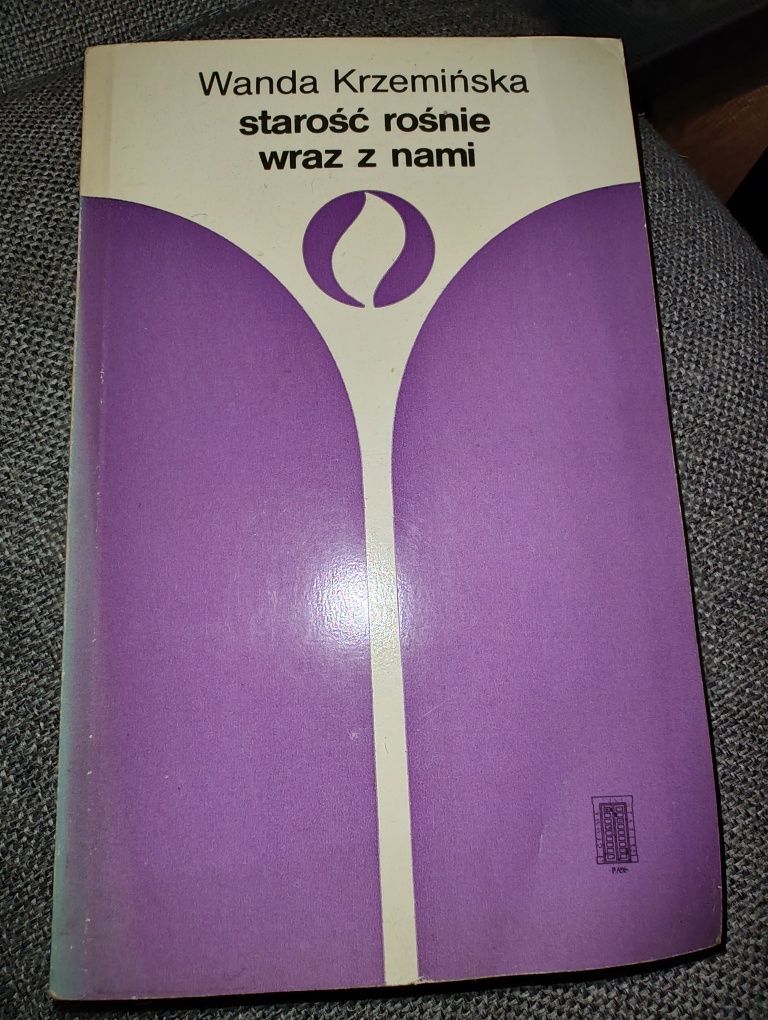 Wanda Krzemińska
starość rośnie
wraz z nami